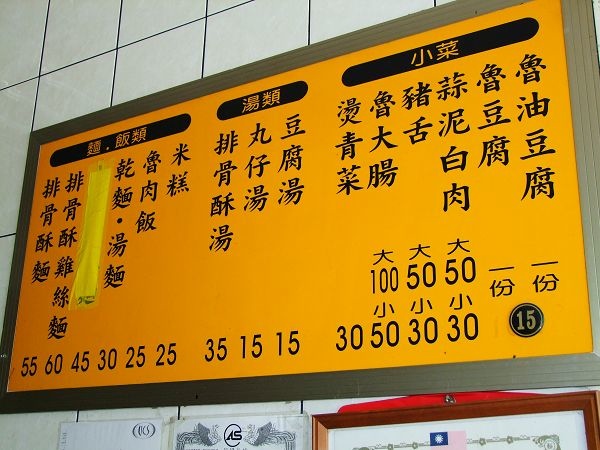 小菜
魯油豆腐 一份 15
魯豆腐 一份
蒜泥白肉 大50 小30
豬舌 大50 小30
魯大腸 大100 小50
燙青菜 30
湯類
豆腐湯 15
丸仔湯 15
排骨酥湯 35
麵．飯類
米糕 25
魯肉飯 25
乾麵·湯麵 30
45
排骨酥雞絲麵 60
排骨酥麵 55